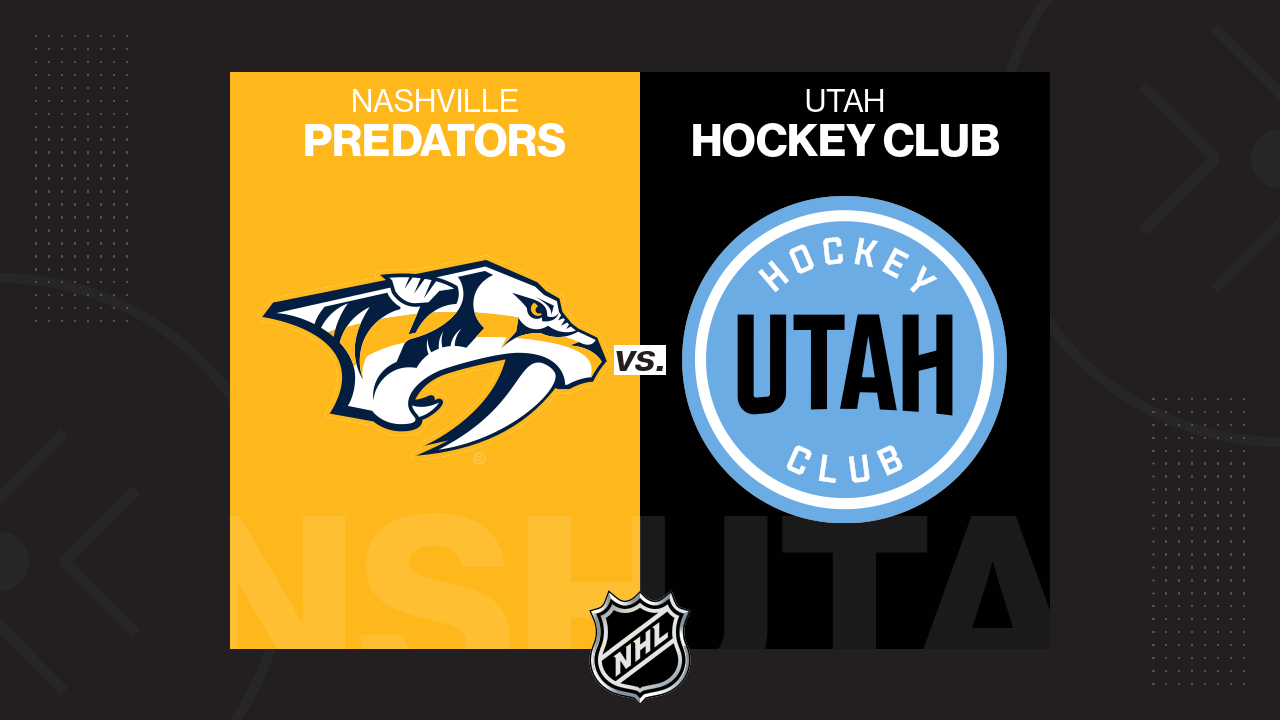 NASHVILLE
PREDATORS
UTAH
HOCKEY CLUB
HOCKEY
UTAH
CLUB
VS.
®
NSH
UTA
NHL